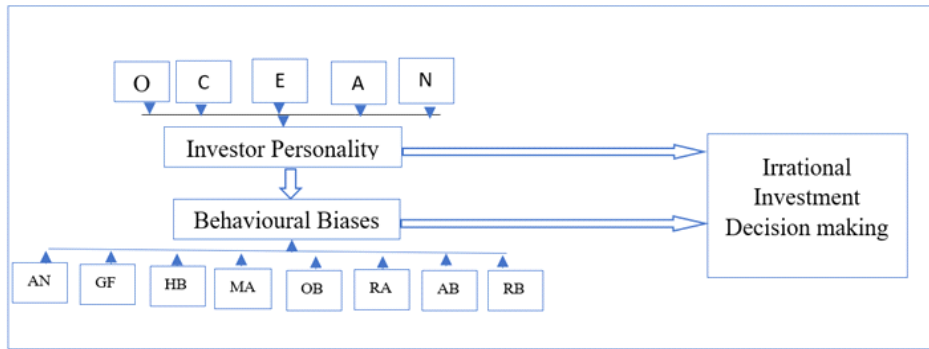 O C E A N
Investor Personality
Irrational
Investment
Decision making
Behavioural Biases
AN GF HB MA OB RA AB RB